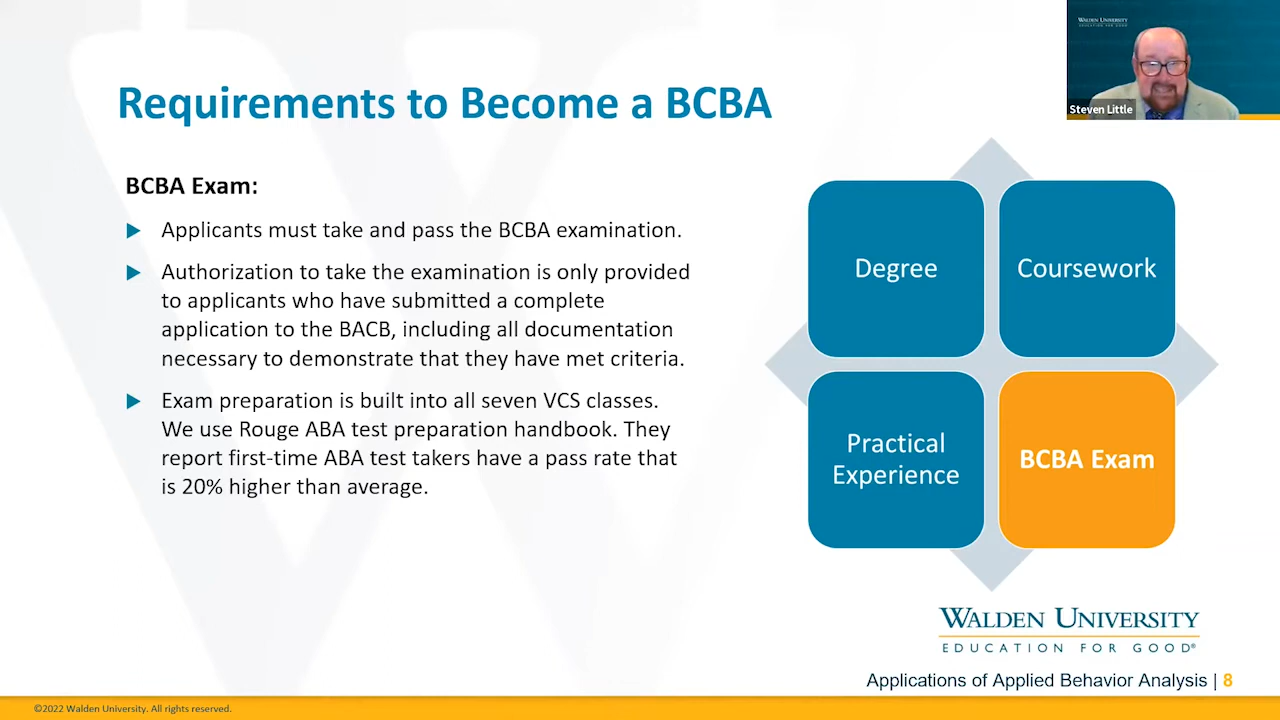 WALDEN UNIVERSITY
EDUCATION FOR GOOD
Steven Little
Requirements to Become a BCBA
BCBA Exam:
Applicants must take and pass the BCBA examination.
Authorization to take the examination is only provided
to applicants who have submitted a complete
application to the BACB, including all documentation
necessary to demonstrate that they have met criteria.
Exam preparation is built into all seven VCS classes.
We use Rouge ABA test preparation handbook. They
report first-time ABA test takers have a pass rate that
is 20% higher than average.
Degree
Coursework
Practical
Experience
BCBA Exam
WALDEN UNIVERSITY
EDUCATION FOR GOOD®
Applications of Applied Behavior Analysis | 8
©2022 Walden University. All rights reserved.